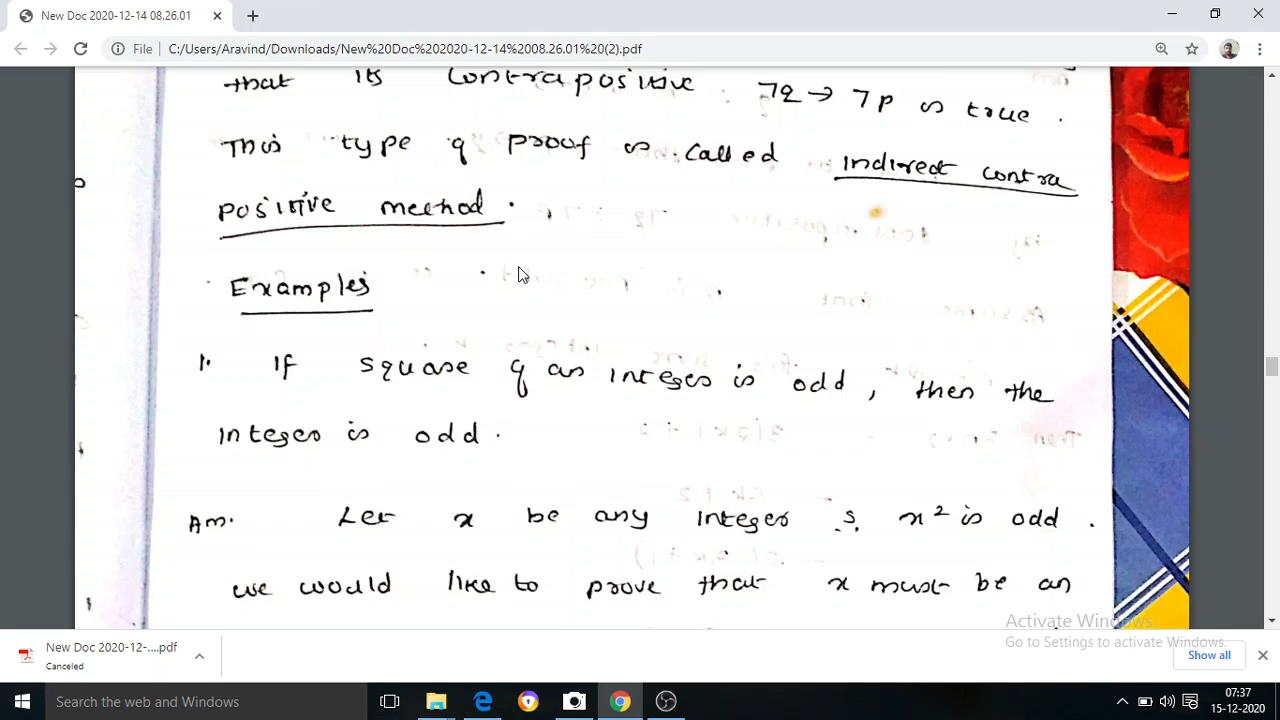 New Doc 2020-12-14 08.26.01
File C:/Users/Aravind/Downloads/New%20Doc%202020-12-14%2008.26.01%20(2).pdf
that its contrapositive ¬q → ¬p is true.
This type of proof is called indirect contra
positive method.
Examples
1. If square of an integer is odd, then the
integer is odd.
Ans. Let x be any integer s. x² is odd.
we would like to prove that x must be an
Activate Windows
Go to Settings to activate Windows.
New Doc 2020-12-....pdf
Canceled
Show all
Search the web and Windows
07:37
15-12-2020